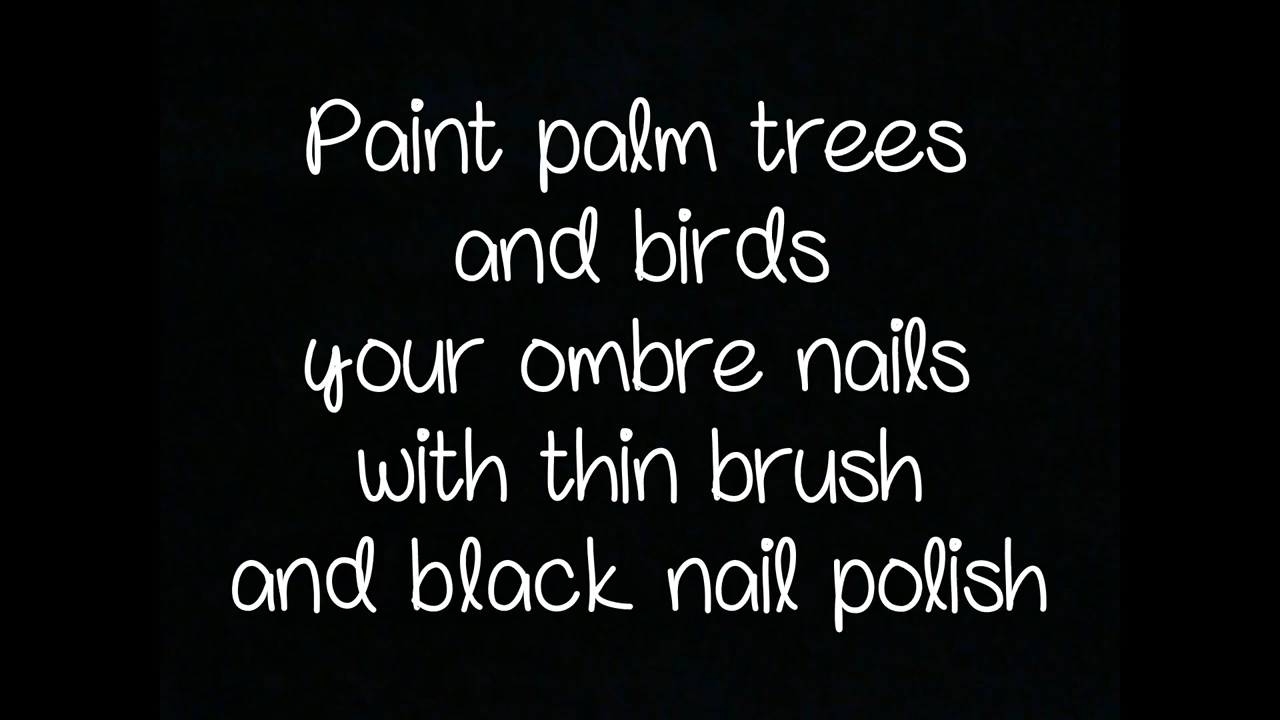 Paint palm trees
and birds
your ombre nails
with thin brush
and black nail polish